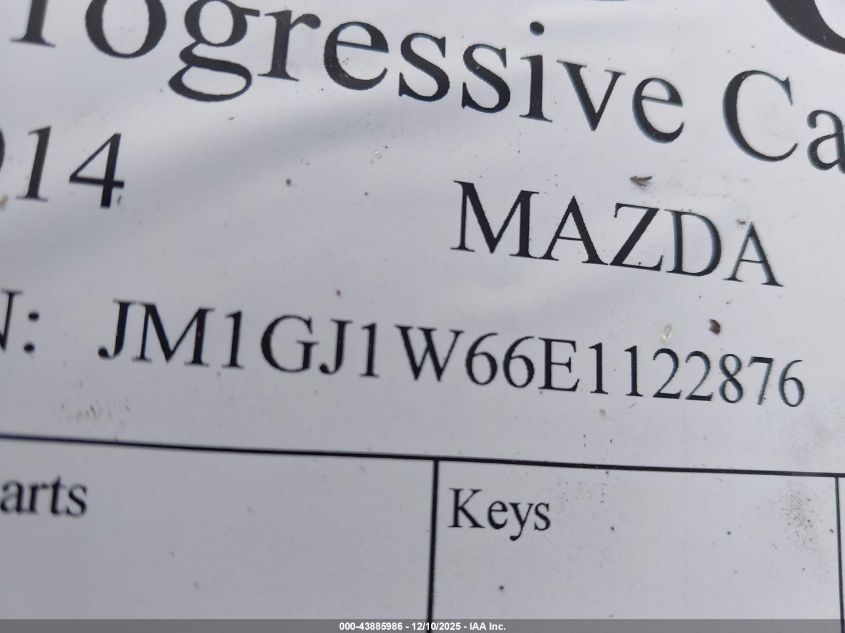 rogressive Ca
014 MAZDA
N: JM1GJ1W66E1122876
arts Keys
000-43885986 - 12/10/2025 - IAA Inc.